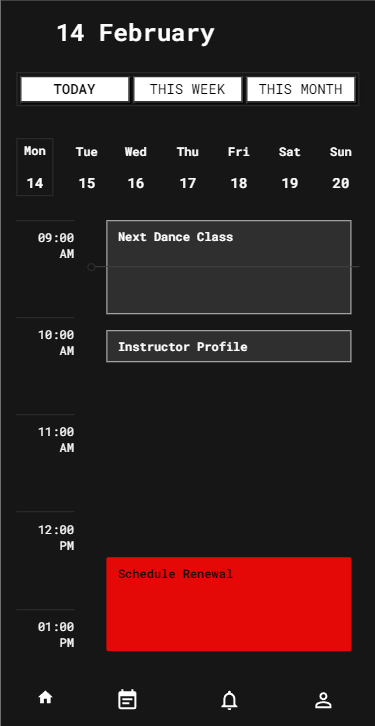 14 February
TODAY THIS WEEK THIS MONTH
Mon Tue Wed Thu Fri Sat Sun
14 15 16 17 18 19 20
09:00
AM
Next Dance Class
10:00
AM
Instructor Profile
11:00
AM
12:00
PM
Schedule Renewal
01:00
PM